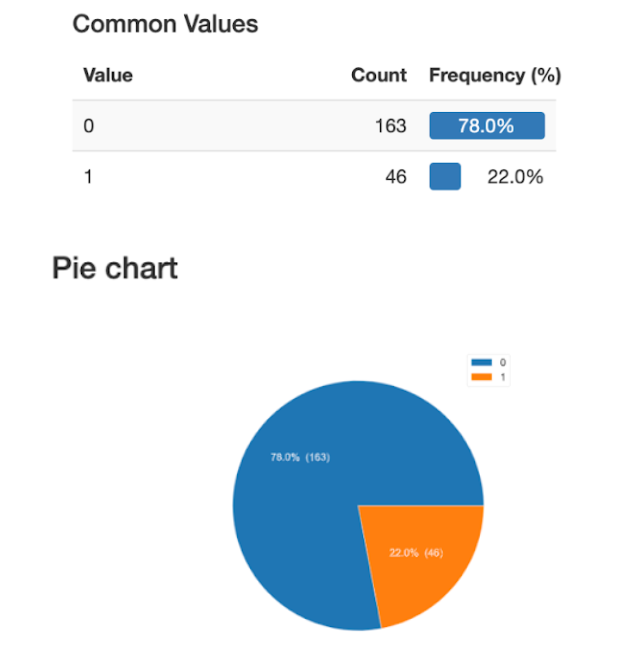 Common Values
Value Count Frequency (%)
0 163 78.0%
1 46 22.0%
Pie chart
0
1
78.0% (163)
22.0% (46)